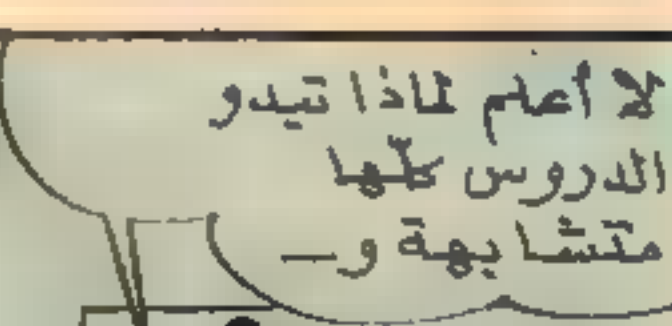 لا أعلم لماذا تبدو
الدروس كلها
متشابهة و—